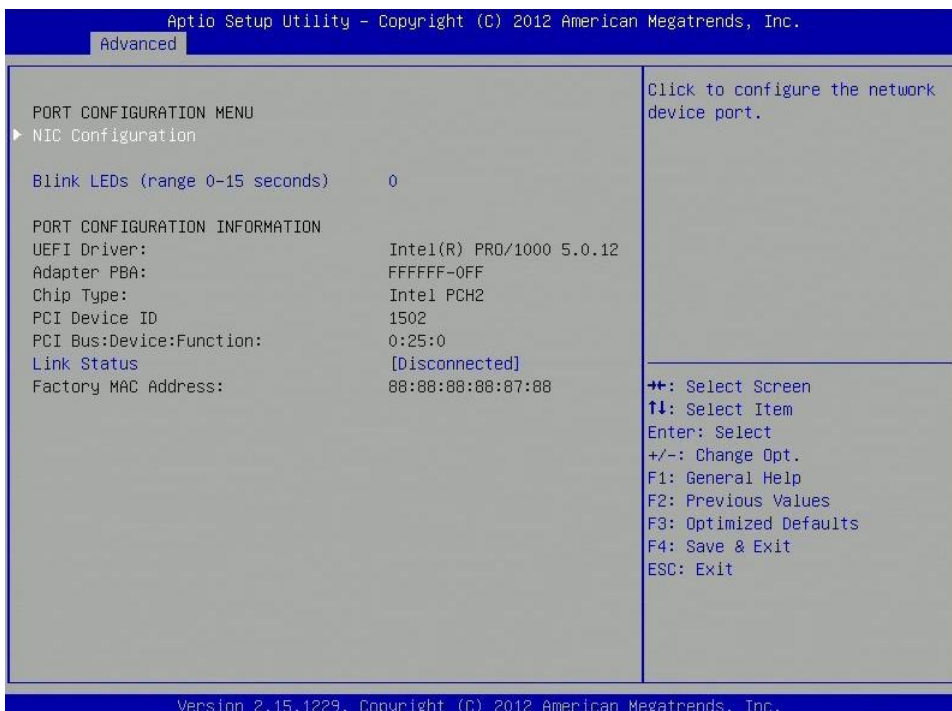 Aptio Setup Utility – Copyright (C) 2012 American Megatrends, Inc.
Advanced
PORT CONFIGURATION MENU
NIC Configuration
Blink LEDs (range 0-15 seconds) 0
PORT CONFIGURATION INFORMATION
UEFI Driver: Intel(R) PRO/1000 5.0.12
Adapter PBA: FFFFFF-0FF
Chip Type: Intel PCH2
PCI Device ID 1502
PCI Bus:Device:Function: 0:25:0
Link Status [Disconnected]
Factory MAC Address: 88:88:88:88:87:88
Click to configure the network
device port.
→←: Select Screen
↑↓: Select Item
Enter: Select
+/-: Change Opt.
F1: General Help
F2: Previous Values
F3: Optimized Defaults
F4: Save & Exit
ESC: Exit
Version 2.15.1229. Copyright (C) 2012 American Megatrends, Inc.